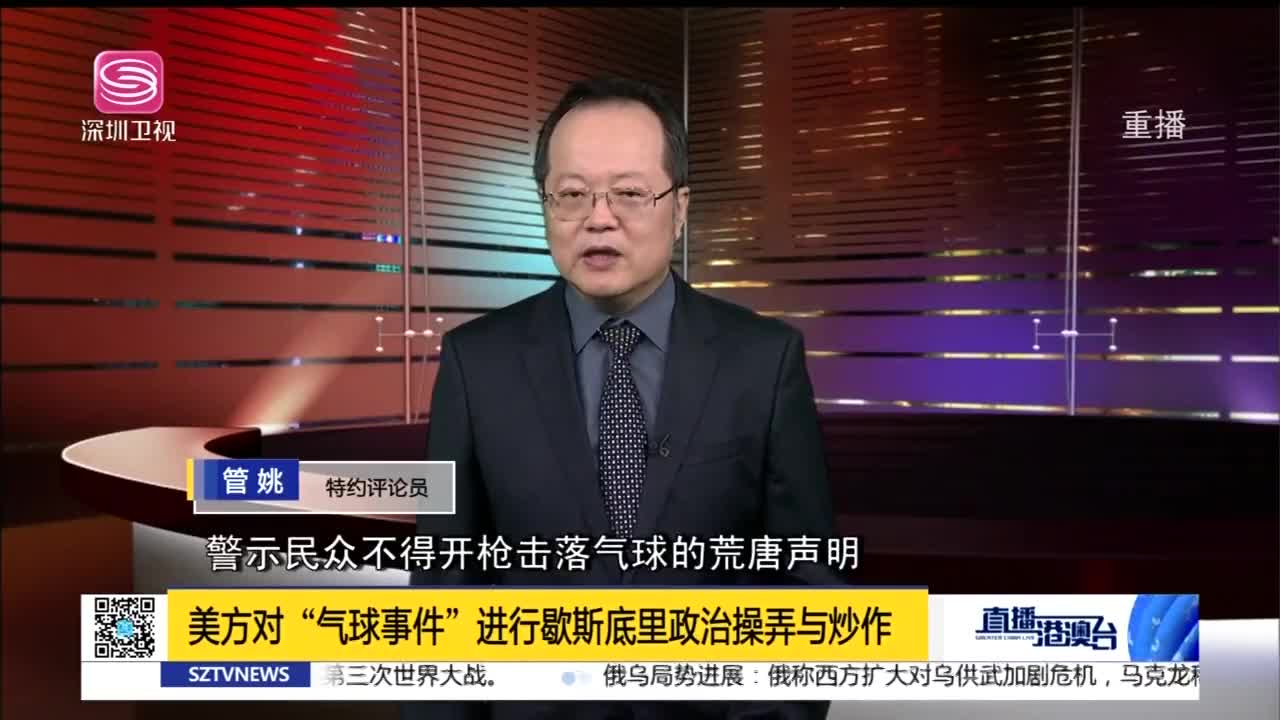 深圳卫视
重播
管姚
特约评论员
警示民众不得开枪击落气球的荒唐声明
美方对“气球事件”进行歇斯底里政治操弄与炒作
直播港澳台
GREATER CHINA LIVE
SZTVNEWS
第三次世界大战。
俄乌局势进展：俄称西方扩大对乌供武加剧危机，马克龙称